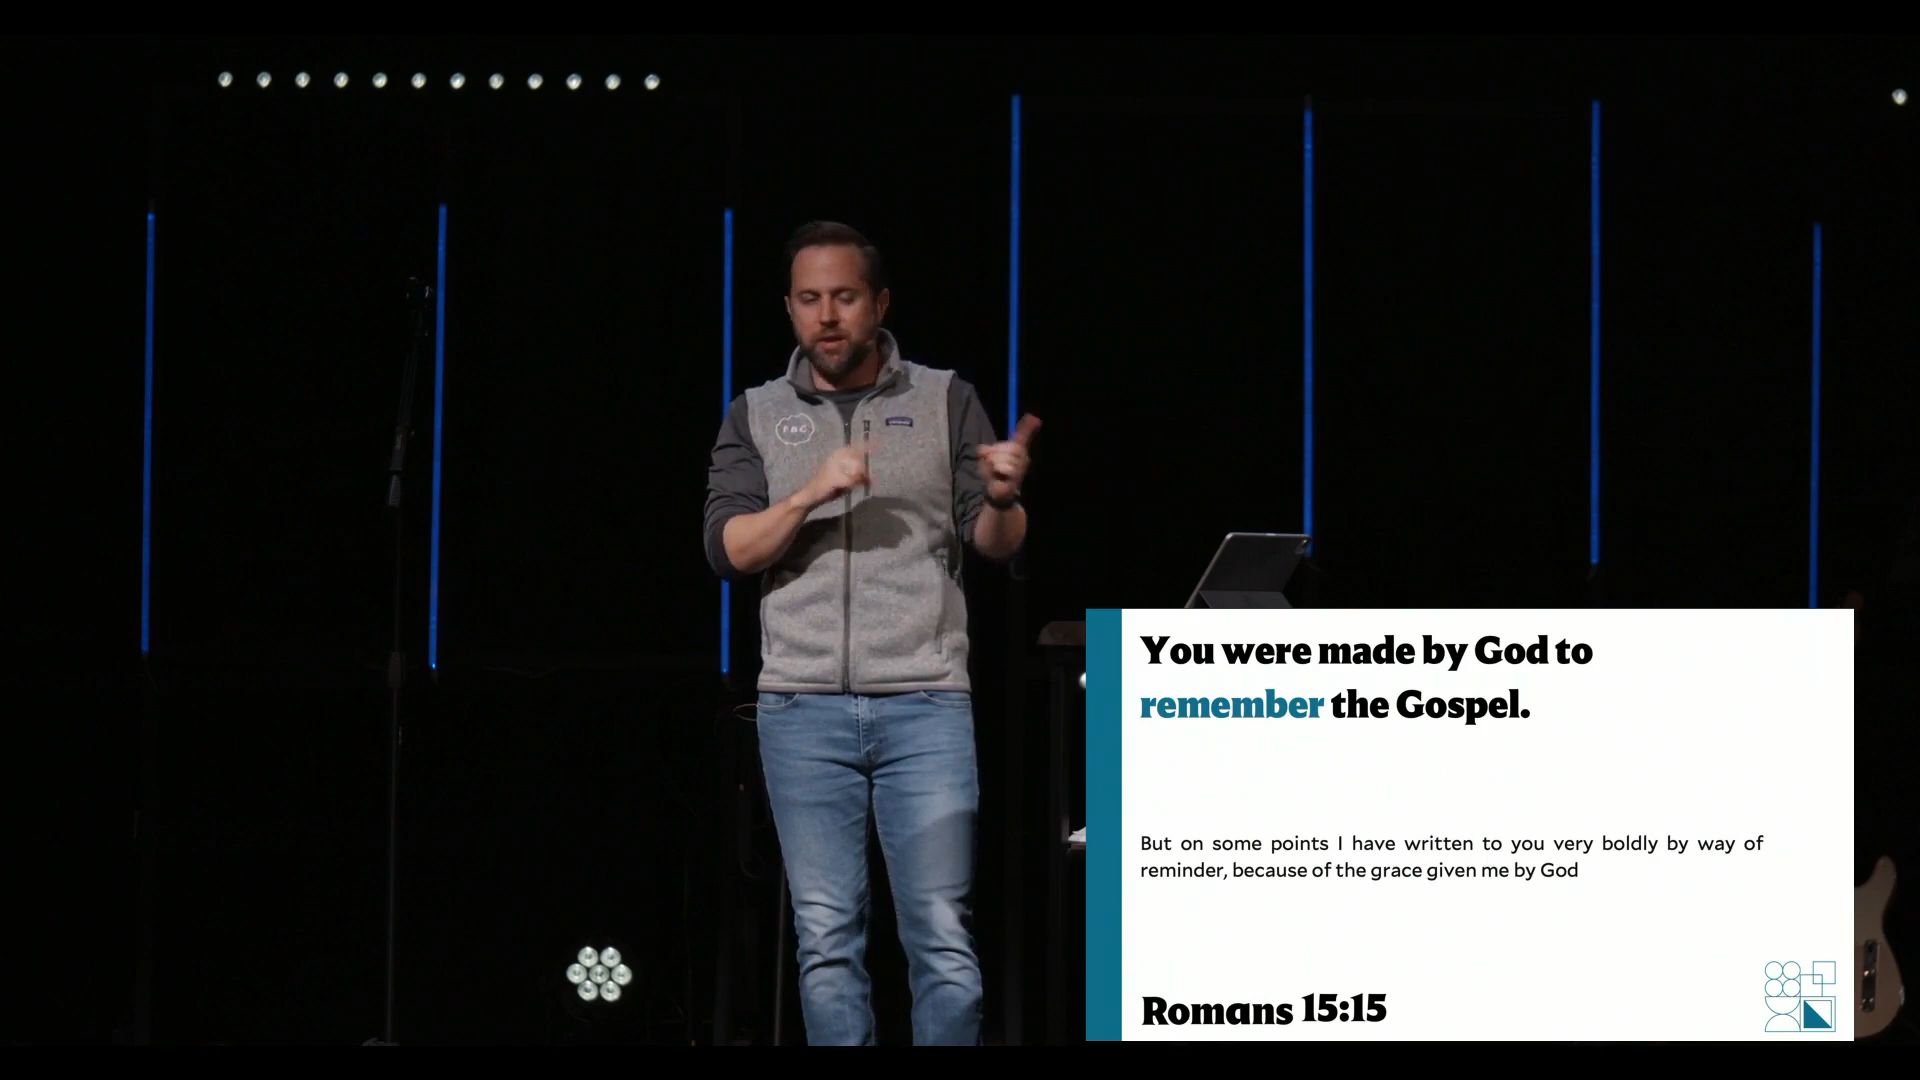 FBC
You were made by God to
remember the Gospel.
But on some points I have written to you very boldly by way of
reminder, because of the grace given me by God
Romans 15:15